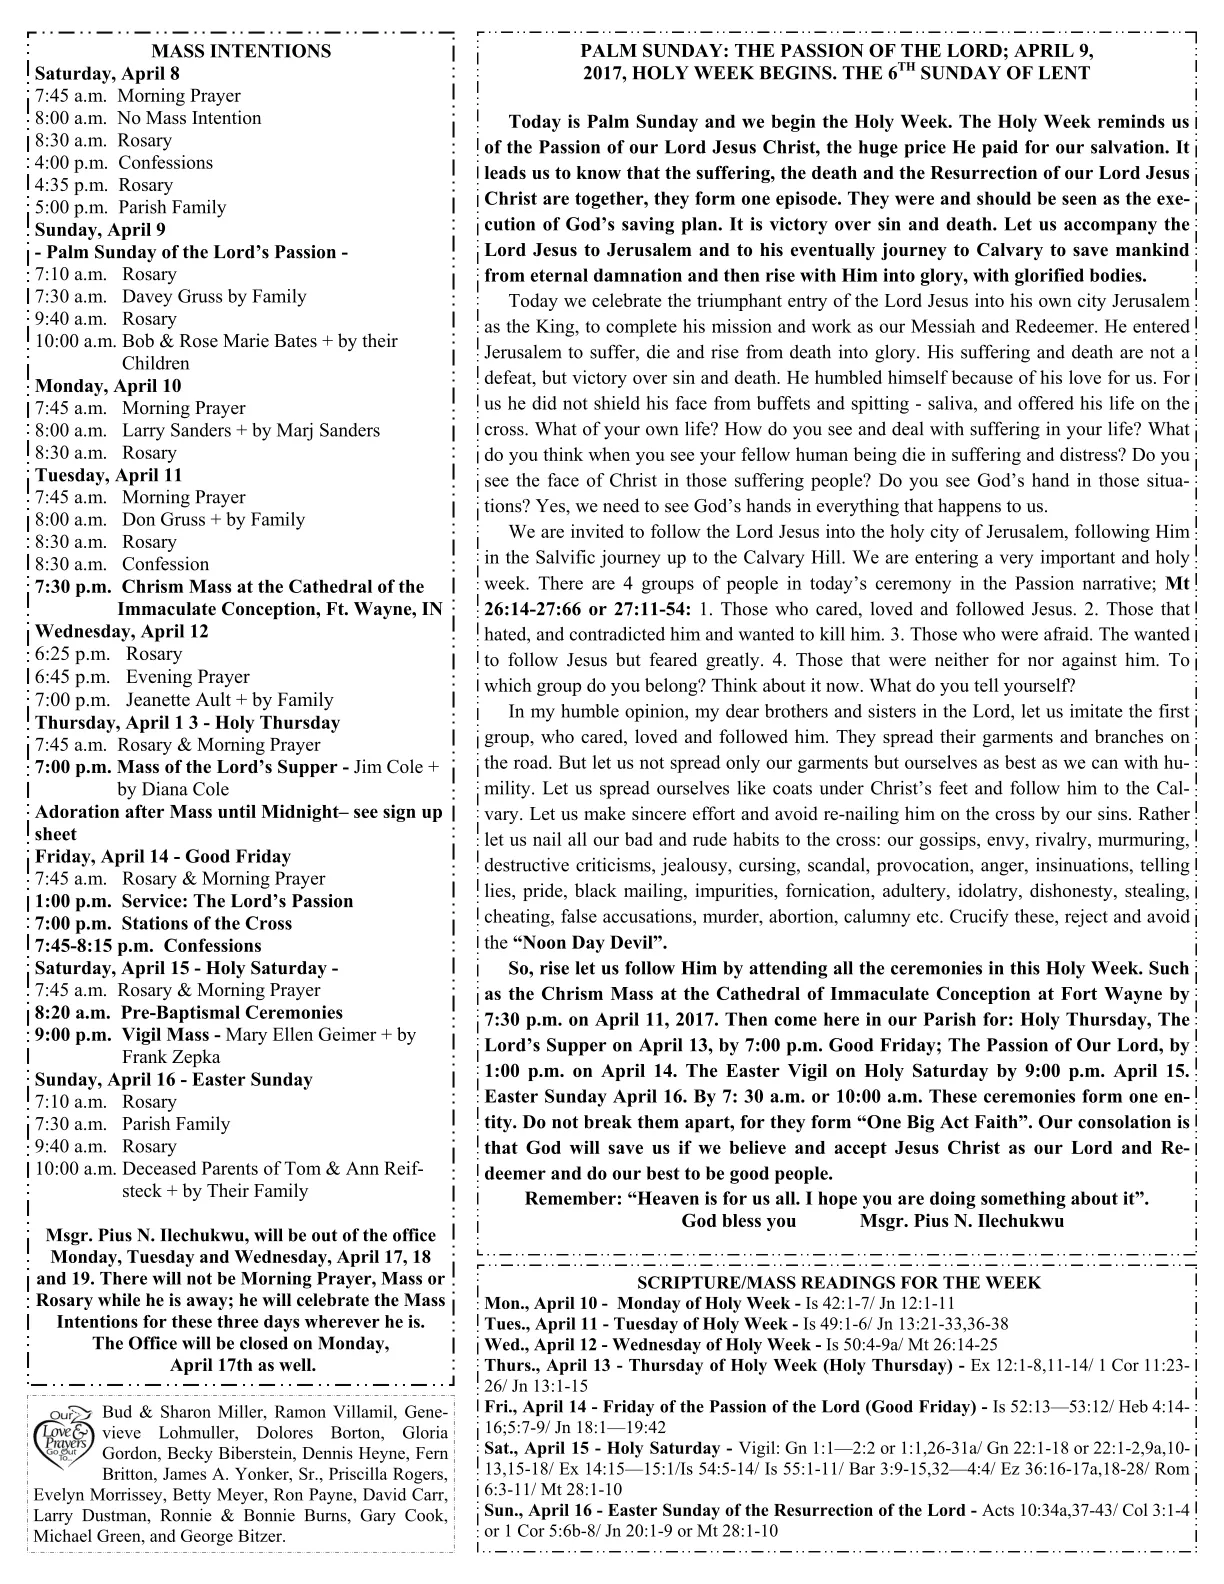 MASS INTENTIONS
Saturday, April 8
7:45 a.m. Morning Prayer
8:00 a.m. No Mass Intention
8:30 a.m. Rosary
4:00 p.m. Confessions
4:35 p.m. Rosary
5:00 p.m. Parish Family
Sunday, April 9
- Palm Sunday of the Lord's Passion -
7:10 a.m. Rosary
7:30 a.m. Davey Gruss by Family
9:40 a.m. Rosary
10:00 a.m. Bob & Rose Marie Bates + by their
Children
Monday, April 10
7:45 a.m. Morning Prayer
8:00 a.m. Larry Sanders + by Marj Sanders
8:30 a.m. Rosary
Tuesday, April 11
7:45 a.m. Morning Prayer
8:00 a.m. Don Gruss + by Family
8:30 a.m. Rosary
8:30 a.m. Confession
7:30 p.m. Chrism Mass at the Cathedral of the
Immaculate Conception, Ft. Wayne, IN
Wednesday, April 12
6:25 p.m. Rosary
6:45 p.m. Evening Prayer
7:00 p.m. Jeanette Ault + by Family
Thursday, April 1 3 - Holy Thursday
7:45 a.m. Rosary & Morning Prayer
7:00 p.m. Mass of the Lord's Supper - Jim Cole +
by Diana Cole
Adoration after Mass until Midnight– see sign up
sheet
Friday, April 14 - Good Friday
7:45 a.m. Rosary & Morning Prayer
1:00 p.m. Service: The Lord's Passion
7:00 p.m. Stations of the Cross
7:45-8:15 p.m. Confessions
Saturday, April 15 - Holy Saturday -
7:45 a.m. Rosary & Morning Prayer
8:20 a.m. Pre-Baptismal Ceremonies
9:00 p.m. Vigil Mass - Mary Ellen Geimer + by
Frank Zepka
Sunday, April 16 - Easter Sunday
7:10 a.m. Rosary
7:30 a.m. Parish Family
9:40 a.m. Rosary
10:00 a.m. Deceased Parents of Tom & Ann Reif-
steck + by Their Family
Msgr. Pius N. Ilechukwu, will be out of the office
Monday, Tuesday and Wednesday, April 17, 18
and 19. There will not be Morning Prayer, Mass or
Rosary while he is away; he will celebrate the Mass
Intentions for these three days wherever he is.
The Office will be closed on Monday,
April 17th as well.
Our
Love &
Prayers
Go Out
To...
Bud & Sharon Miller, Ramon Villamil, Gene-
vieve Lohmuller, Dolores Borton, Gloria
Gordon, Becky Biberstein, Dennis Heyne, Fern
Britton, James A. Yonker, Sr., Priscilla Rogers,
Evelyn Morrissey, Betty Meyer, Ron Payne, David Carr,
Larry Dustman, Ronnie & Bonnie Burns, Gary Cook,
Michael Green, and George Bitzer.
PALM SUNDAY: THE PASSION OF THE LORD; APRIL 9,
2017, HOLY WEEK BEGINS. THE 6TH SUNDAY OF LENT
Today is Palm Sunday and we begin the Holy Week. The Holy Week reminds us
of the Passion of our Lord Jesus Christ, the huge price He paid for our salvation. It
leads us to know that the suffering, the death and the Resurrection of our Lord Jesus
Christ are together, they form one episode. They were and should be seen as the exe-
cution of God's saving plan. It is victory over sin and death. Let us accompany the
Lord Jesus to Jerusalem and to his eventually journey to Calvary to save mankind
from eternal damnation and then rise with Him into glory, with glorified bodies.
Today we celebrate the triumphant entry of the Lord Jesus into his own city Jerusalem
as the King, to complete his mission and work as our Messiah and Redeemer. He entered
Jerusalem to suffer, die and rise from death into glory. His suffering and death are not a
defeat, but victory over sin and death. He humbled himself because of his love for us. For
us he did not shield his face from buffets and spitting - saliva, and offered his life on the
cross. What of your own life? How do you see and deal with suffering in your life? What
do you think when you see your fellow human being die in suffering and distress? Do you
see the face of Christ in those suffering people? Do you see God's hand in those situa-
tions? Yes, we need to see God's hands in everything that happens to us.
We are invited to follow the Lord Jesus into the holy city of Jerusalem, following Him
in the Salvific journey up to the Calvary Hill. We are entering a very important and holy
week. There are 4 groups of people in today's ceremony in the Passion narrative; Mt
26:14-27:66 or 27:11-54: 1. Those who cared, loved and followed Jesus. 2. Those that
hated, and contradicted him and wanted to kill him. 3. Those who were afraid. The wanted
to follow Jesus but feared greatly. 4. Those that were neither for nor against him. To
which group do you belong? Think about it now. What do you tell yourself?
In my humble opinion, my dear brothers and sisters in the Lord, let us imitate the first
group, who cared, loved and followed him. They spread their garments and branches on
the road. But let us not spread only our garments but ourselves as best as we can with hu-
mility. Let us spread ourselves like coats under Christ's feet and follow him to the Cal-
vary. Let us make sincere effort and avoid re-nailing him on the cross by our sins. Rather
let us nail all our bad and rude habits to the cross: our gossips, envy, rivalry, murmuring,
destructive criticisms, jealousy, cursing, scandal, provocation, anger, insinuations, telling
lies, pride, black mailing, impurities, fornication, adultery, idolatry, dishonesty, stealing,
cheating, false accusations, murder, abortion, calumny etc. Crucify these, reject and avoid
the “Noon Day Devil”.
So, rise let us follow Him by attending all the ceremonies in this Holy Week. Such
as the Chrism Mass at the Cathedral of Immaculate Conception at Fort Wayne by
7:30 p.m. on April 11, 2017. Then come here in our Parish for: Holy Thursday, The
Lord's Supper on April 13, by 7:00 p.m. Good Friday; The Passion of Our Lord, by
1:00 p.m. on April 14. The Easter Vigil on Holy Saturday by 9:00 p.m. April 15.
Easter Sunday April 16. By 7: 30 a.m. or 10:00 a.m. These ceremonies form one en-
tity. Do not break them apart, for they form “One Big Act Faith”. Our consolation is
that God will save us if we believe and accept Jesus Christ as our Lord and Re-
deemer and do our best to be good people.
Remember: “Heaven is for us all. I hope you are doing something about it”.
God bless you Msgr. Pius N. Ilechukwu
SCRIPTURE/MASS READINGS FOR THE WEEK
Mon., April 10 - Monday of Holy Week - Is 42:1-7/ Jn 12:1-11
Tues., April 11 - Tuesday of Holy Week - Is 49:1-6/ Jn 13:21-33,36-38
Wed., April 12 - Wednesday of Holy Week - Is 50:4-9a/ Mt 26:14-25
Thurs., April 13 - Thursday of Holy Week (Holy Thursday) - Ex 12:1-8,11-14/ 1 Cor 11:23-
26/ Jn 13:1-15
Fri., April 14 - Friday of the Passion of the Lord (Good Friday) - Is 52:13—53:12/ Heb 4:14-
16;5:7-9/ Jn 18:1—19:42
Sat., April 15 - Holy Saturday - Vigil: Gn 1:1—2:2 or 1:1,26-31a/ Gn 22:1-18 or 22:1-2,9a,10-
13,15-18/ Ex 14:15—15:1/Is 54:5-14/ Is 55:1-11/ Bar 3:9-15,32—4:4/ Ez 36:16-17a,18-28/ Rom
6:3-11/ Mt 28:1-10
Sun., April 16 - Easter Sunday of the Resurrection of the Lord - Acts 10:34a,37-43/ Col 3:1-4
or 1 Cor 5:6b-8/ Jn 20:1-9 or Mt 28:1-10